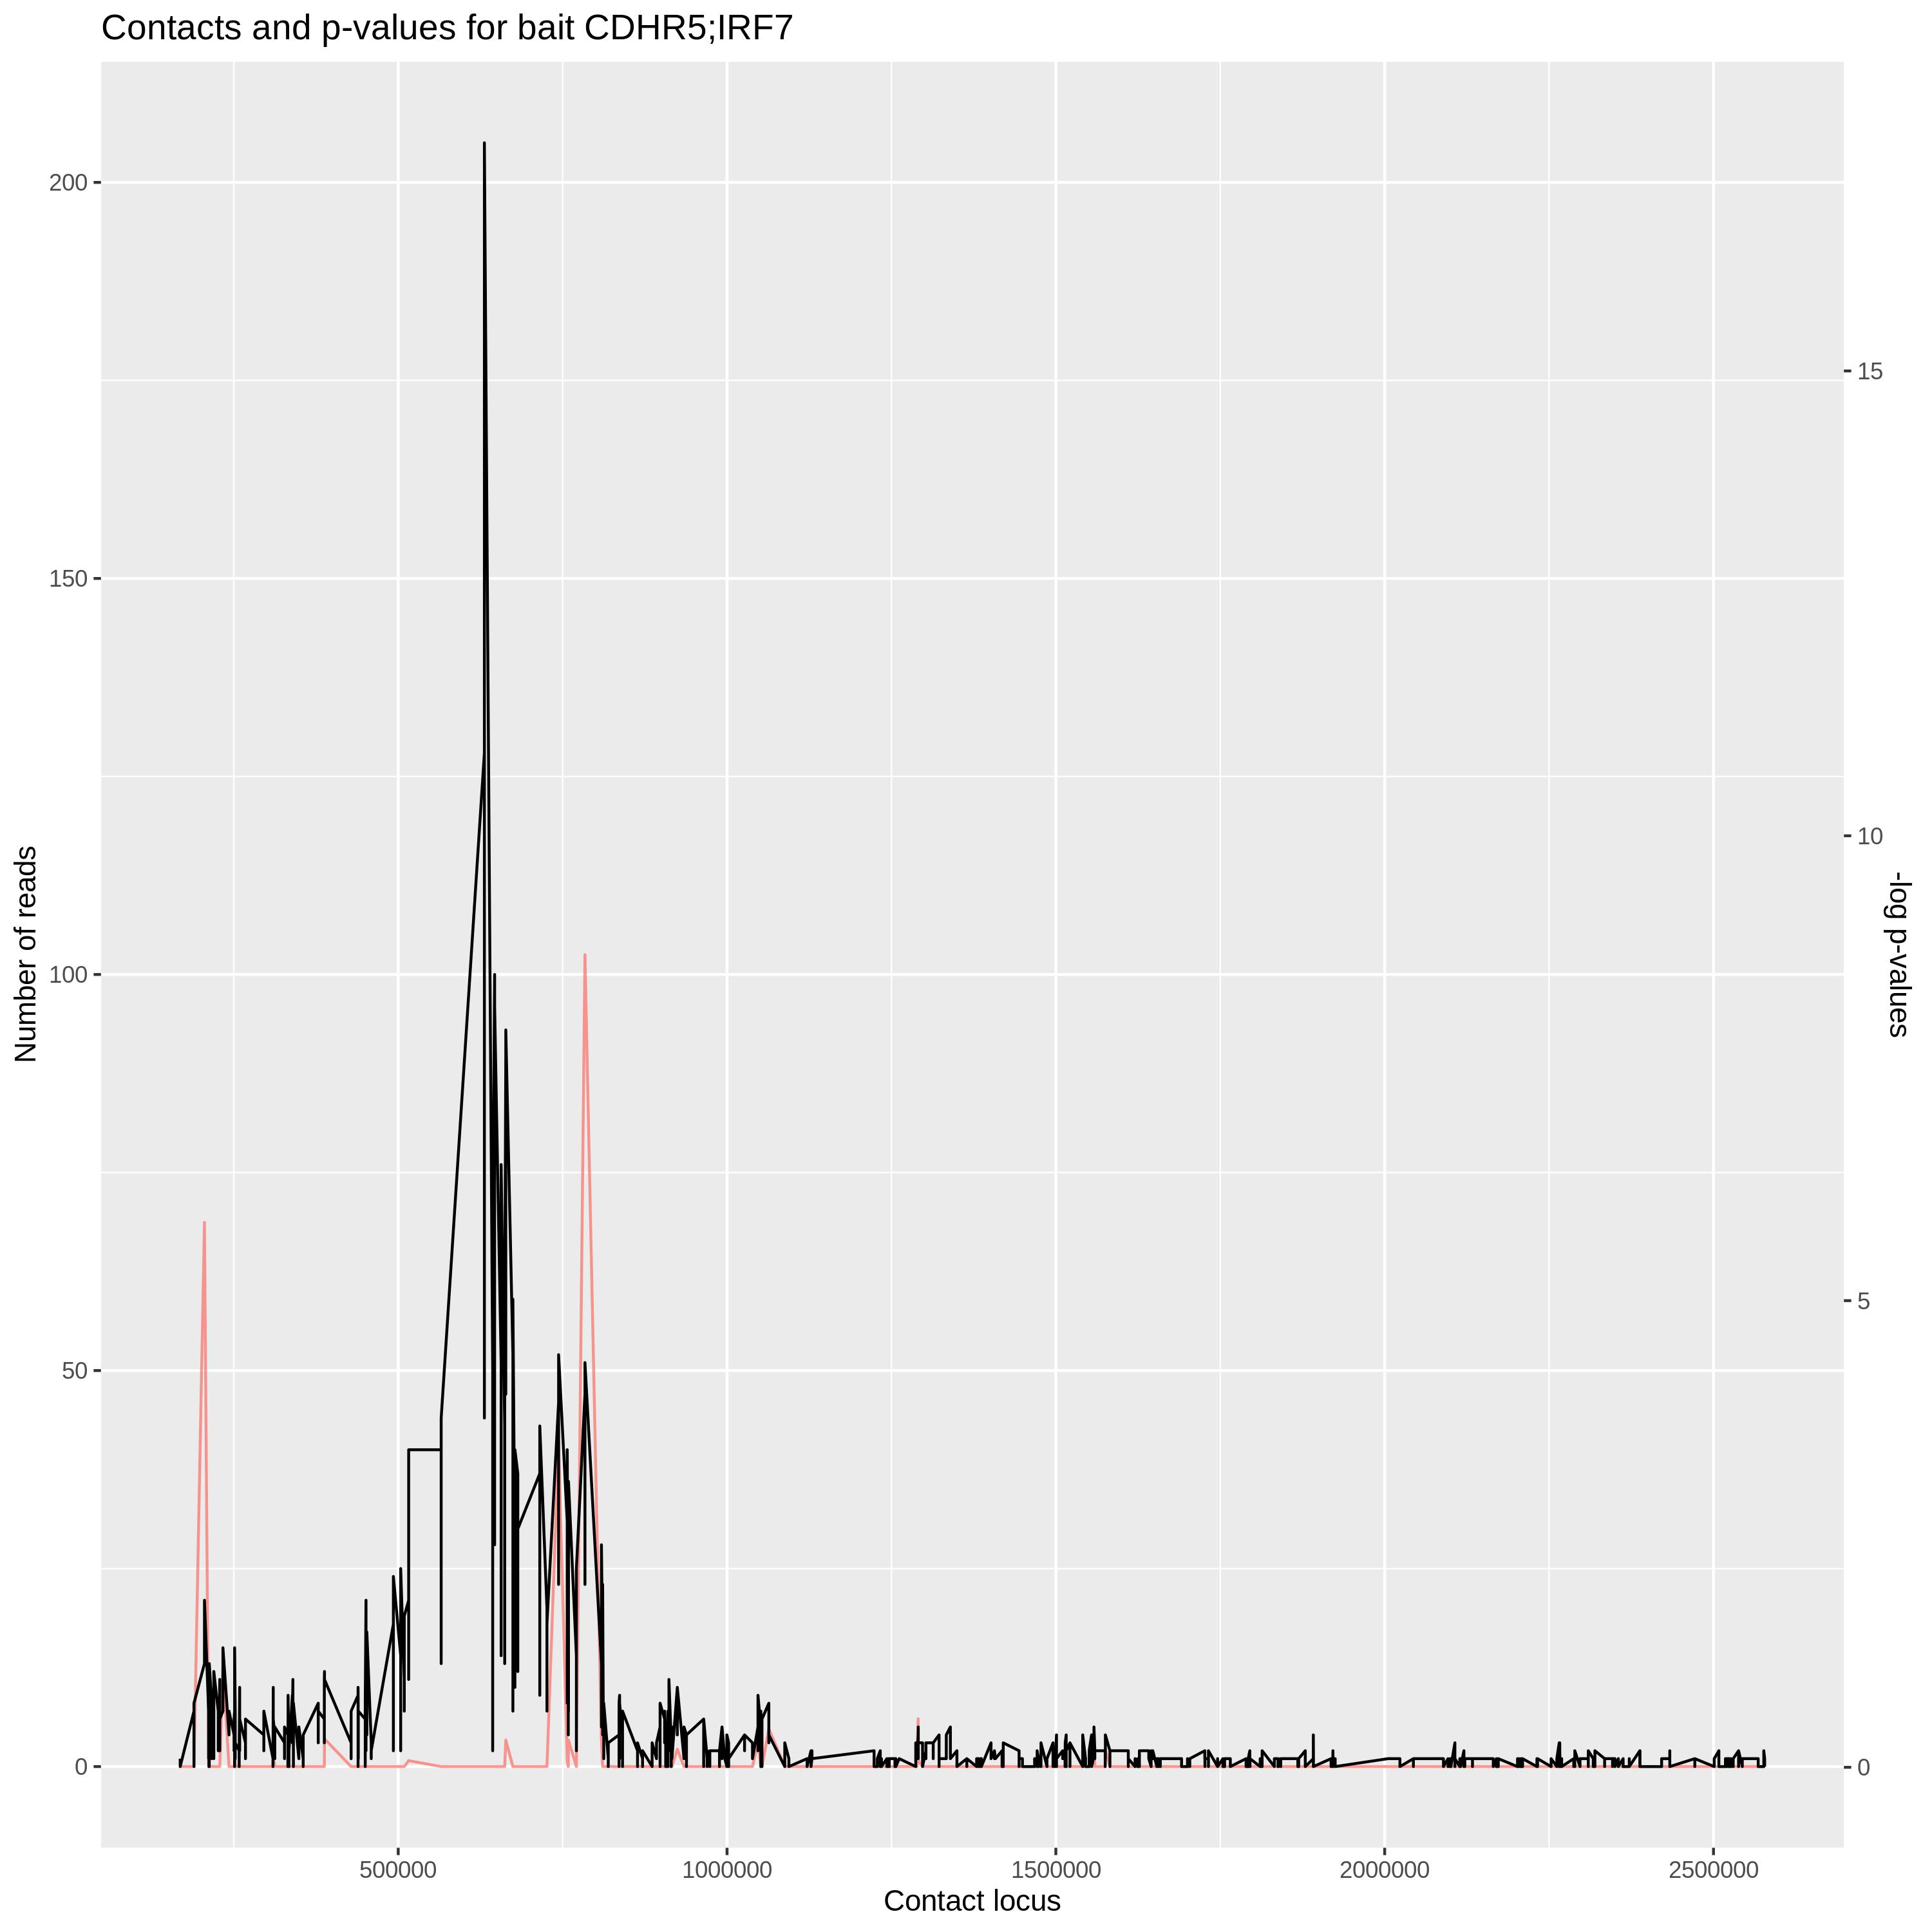 Contacts and p-values for bait CDHR5;IRF7
200
150
100
50
0
Number of reads
15
10
5
0
-log p-values
500000 1000000 1500000 2000000 2500000
Contact locus